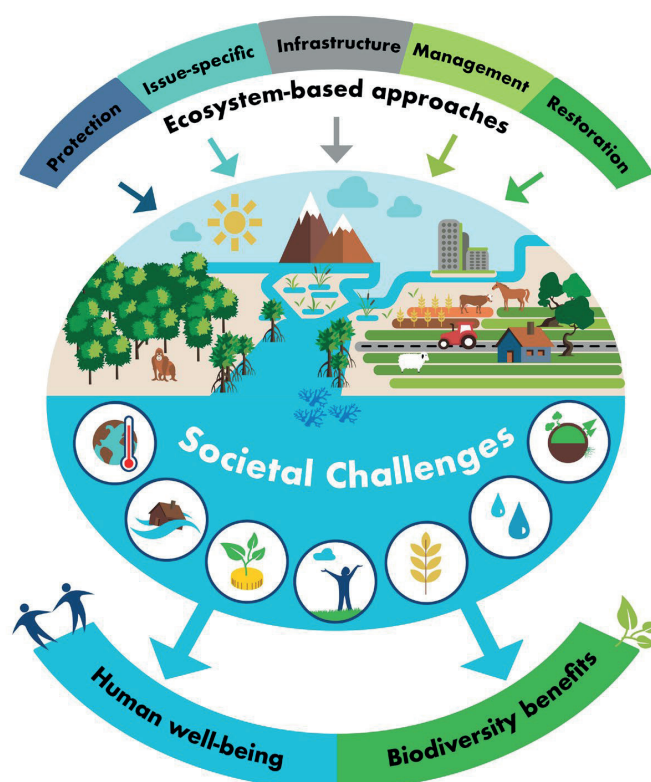 Protection
Issue-specific
Infrastructure
Management
Restoration
Ecosystem-based approaches
Societal Challenges
Human well-being
Biodiversity benefits